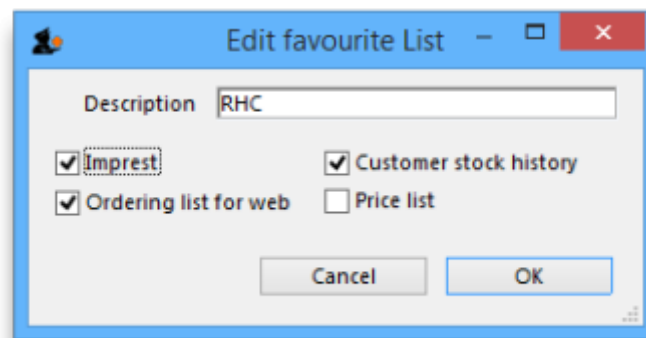 Edit favourite List
Description RHC
Imprest Customer stock history
Ordering list for web Price list
Cancel OK